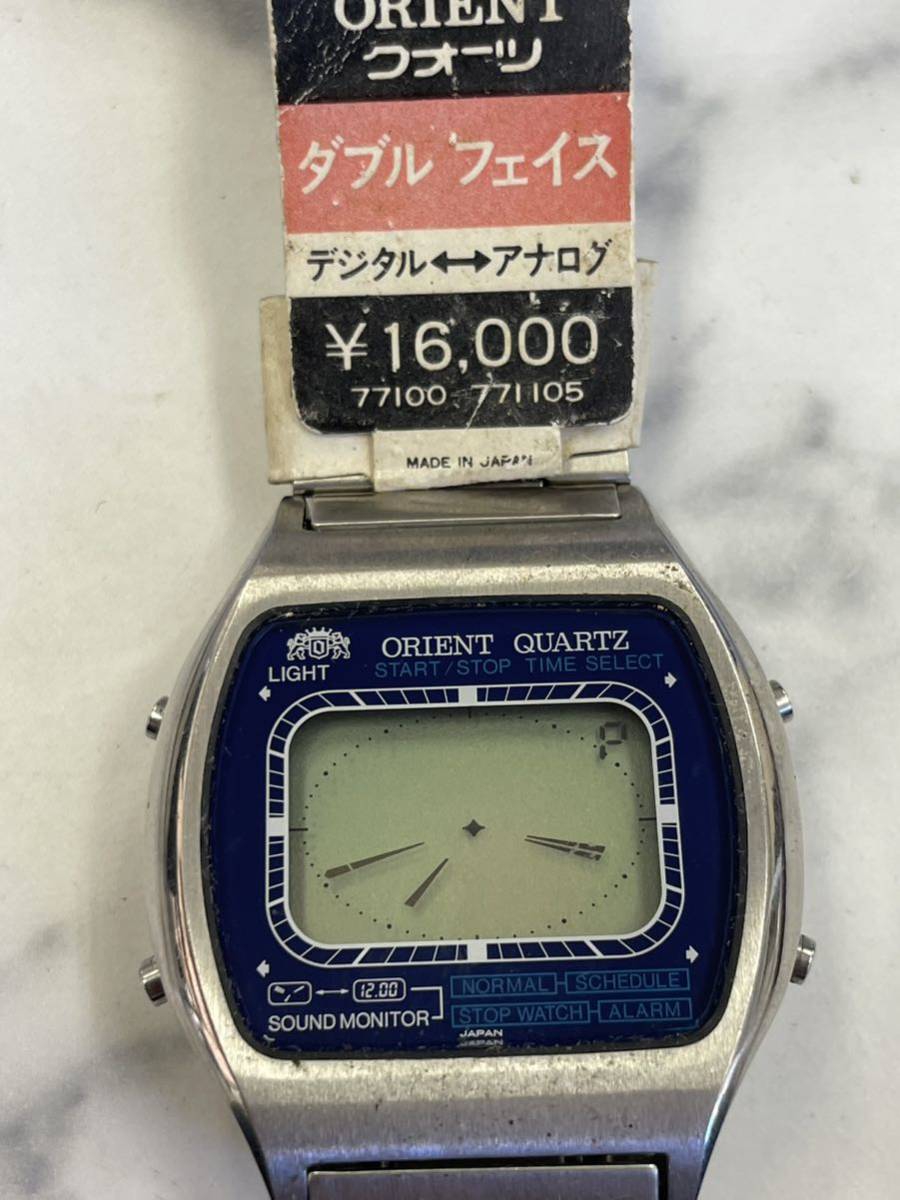 ORIENT
クオーツ
ダブル フェイス
デジタル↔アナログ
¥16,000
77100-771105
MADE IN JAPAN
ORIENT QUARTZ
LIGHT
START/STOP TIME SELECT
P
12.00
NORMAL SCHEDULE
STOP WATCH ALARM
SOUND MONITOR
JAPAN
JAPAN